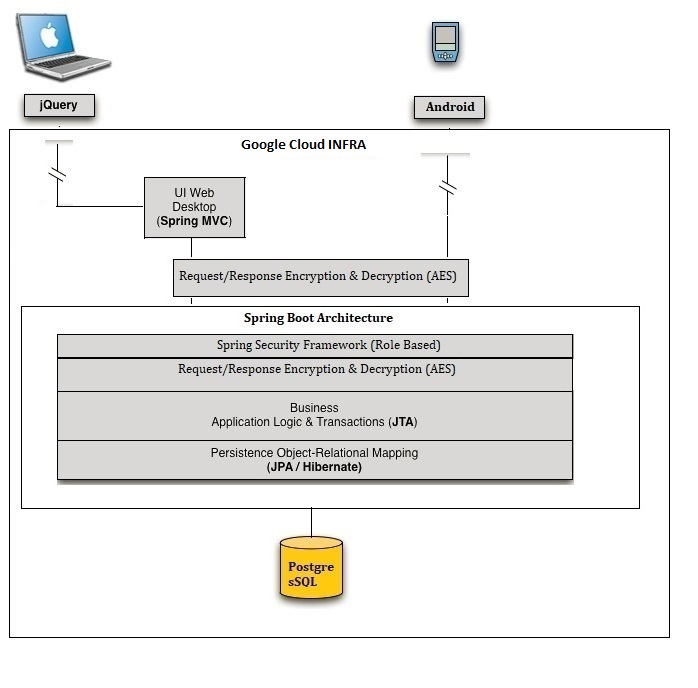 jQuery
Android
Google Cloud INFRA
UI Web
Desktop
(Spring MVC)
Request/Response Encryption & Decryption (AES)
Spring Boot Architecture
Spring Security Framework (Role Based)
Request/Response Encryption & Decryption (AES)
Business
Application Logic & Transactions (JTA)
Persistence Object-Relational Mapping
(JPA / Hibernate)
Postgre
sSQL